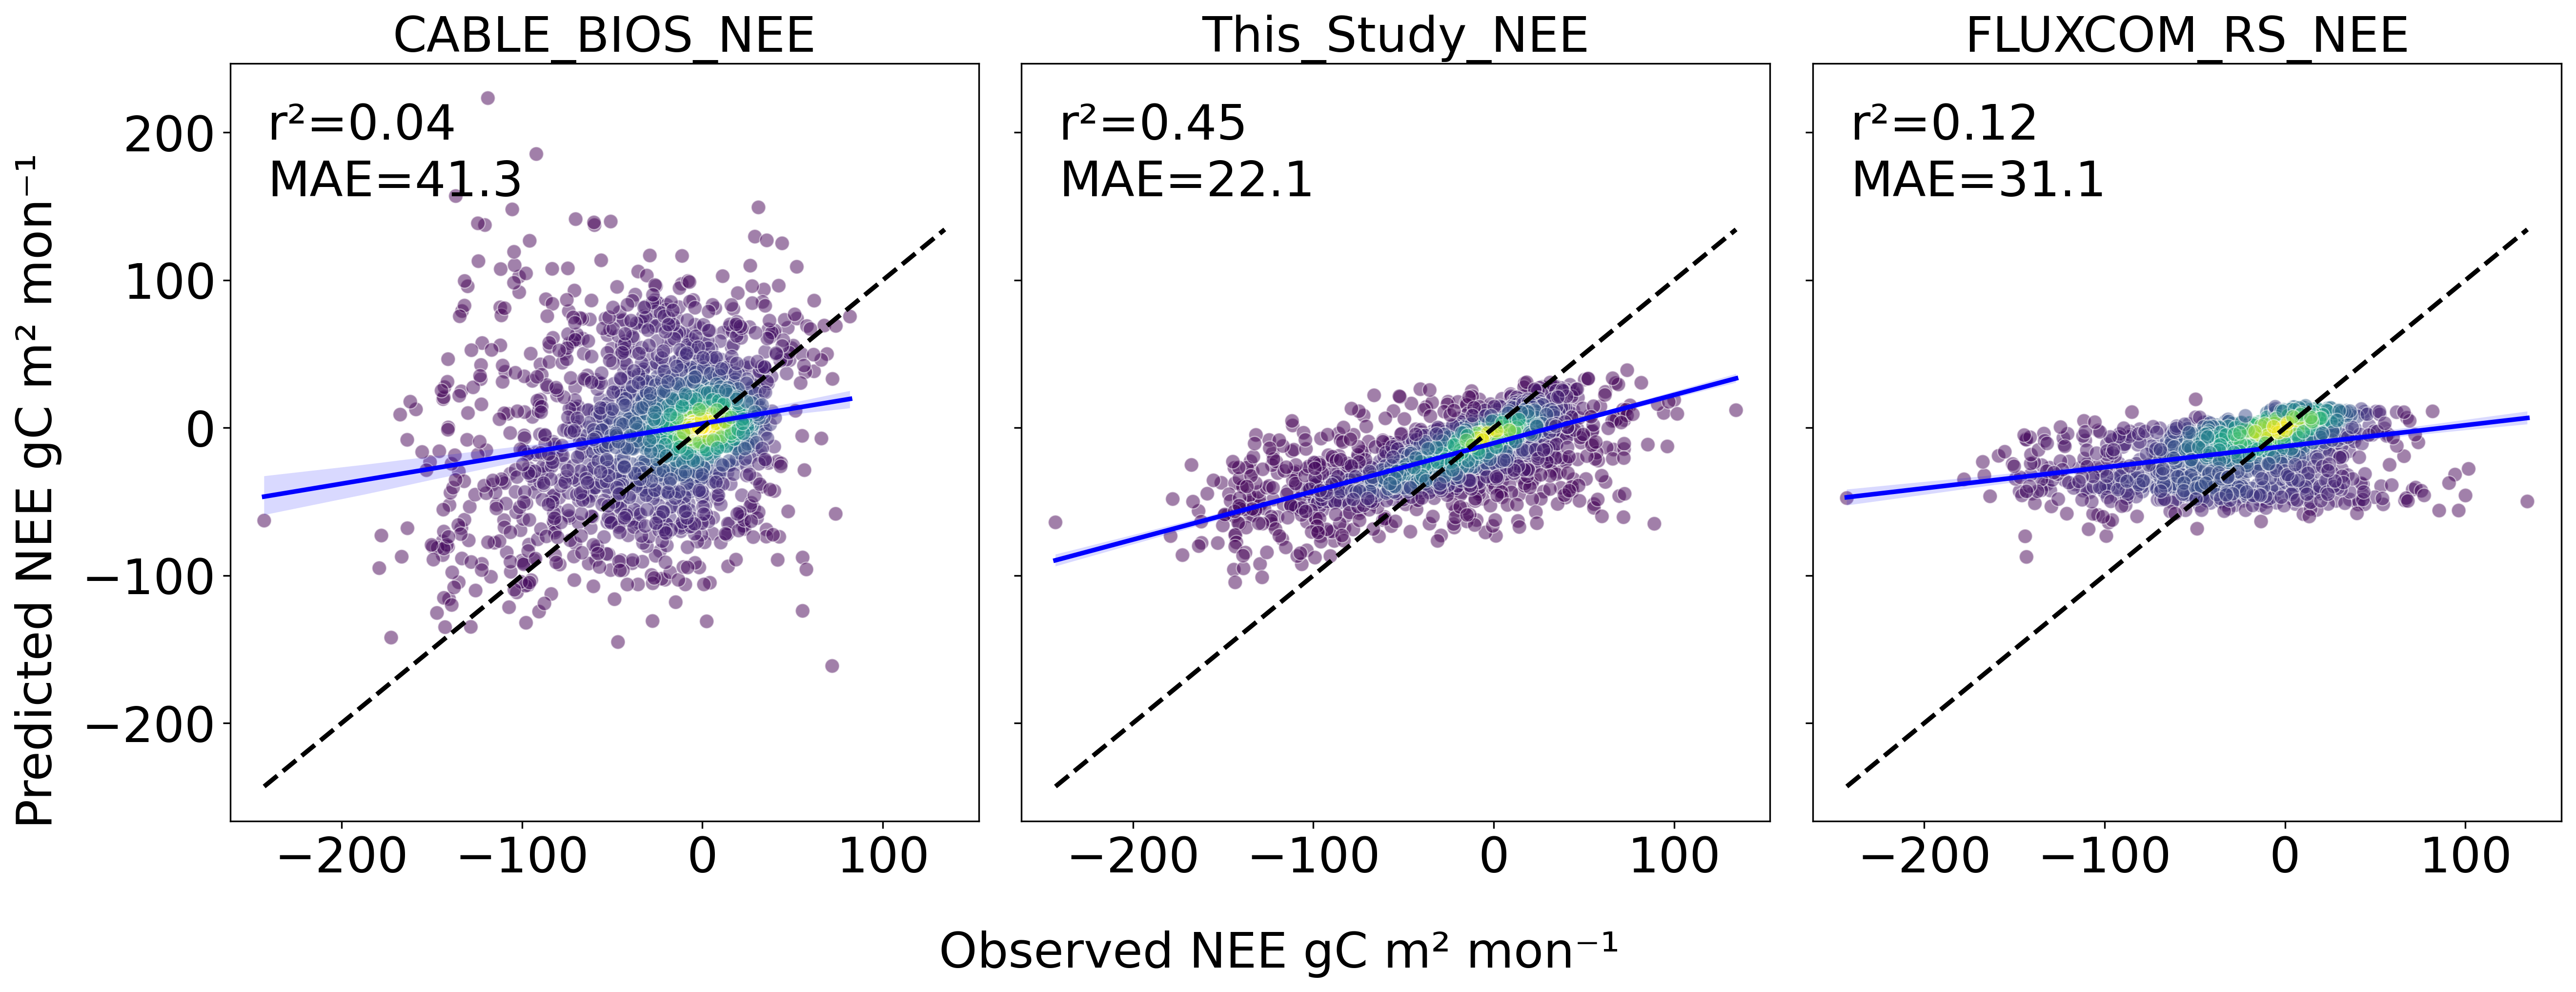 CABLE_BIOS_NEE
This_Study_NEE
FLUXCOM_RS_NEE
Predicted NEE gC m² mon⁻¹
200
100
0
−100
−200
r²=0.04
MAE=41.3
r²=0.45
MAE=22.1
r²=0.12
MAE=31.1
−200 −100 0 100
−200 −100 0 100
−200 −100 0 100
Observed NEE gC m² mon⁻¹